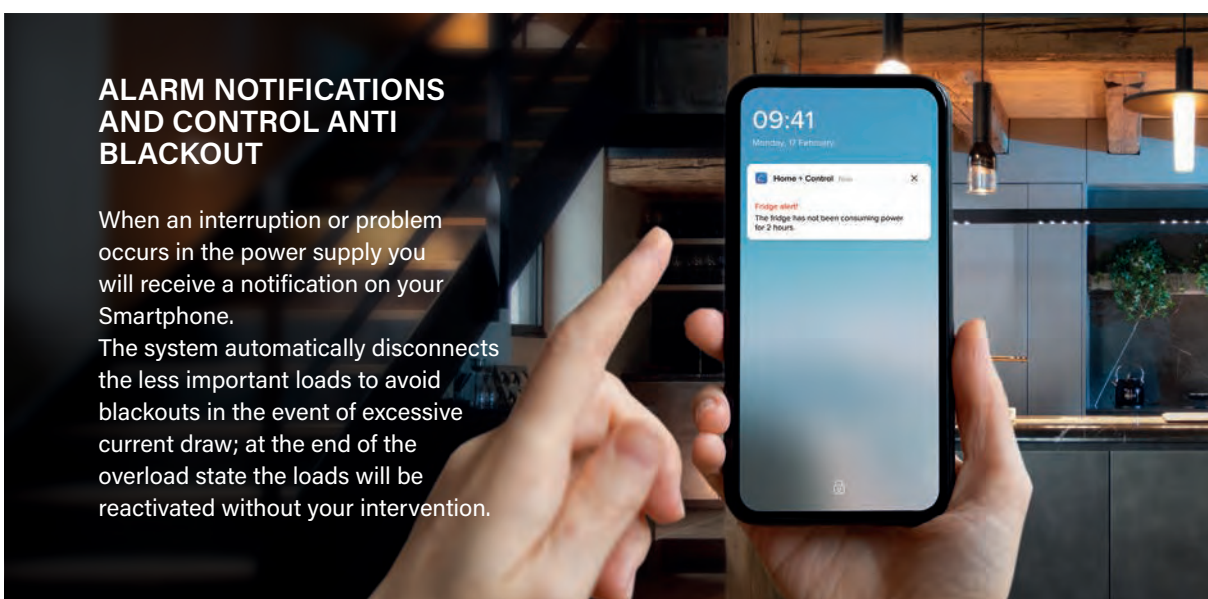 ALARM NOTIFICATIONS
AND CONTROL ANTI
BLACKOUT
When an interruption or problem
occurs in the power supply you
will receive a notification on your
Smartphone.
The system automatically disconnects
the less important loads to avoid
blackouts in the event of excessive
current draw; at the end of the
overload state the loads will be
reactivated without your intervention.
09:41
Monday, 17 February
Home + Control Now
Fridge alert!
The fridge has not been consuming power
for 2 hours.